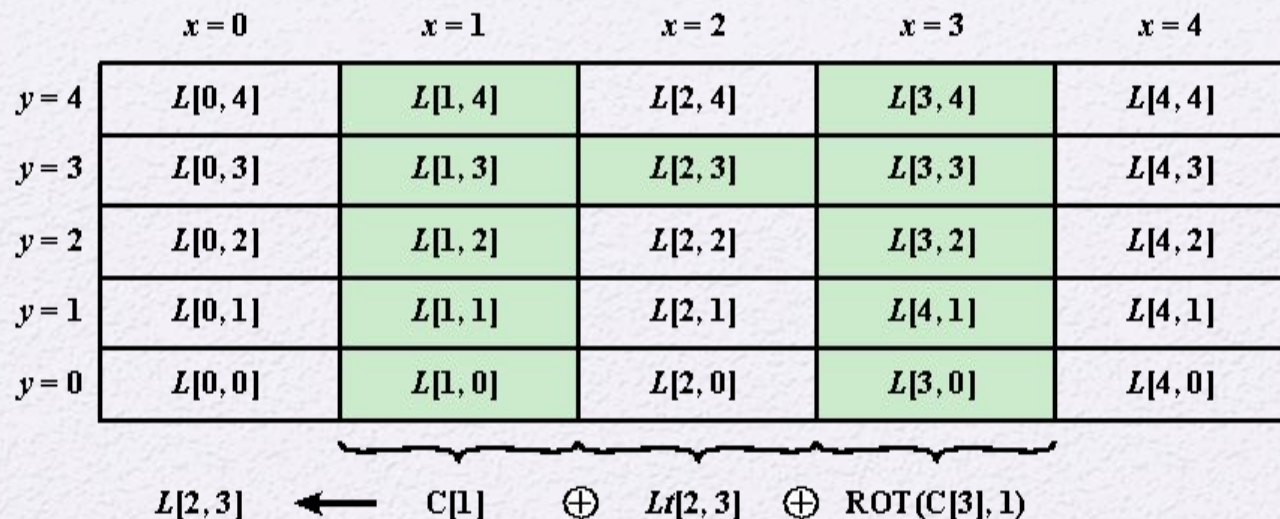 x = 0 x = 1 x = 2 x = 3 x = 4
y = 4 L[0, 4] L[1, 4] L[2, 4] L[3, 4] L[4, 4]
y = 3 L[0, 3] L[1, 3] L[2, 3] L[3, 3] L[4, 3]
y = 2 L[0, 2] L[1, 2] L[2, 2] L[3, 2] L[4, 2]
y = 1 L[0, 1] L[1, 1] L[2, 1] L[4, 1] L[4, 1]
y = 0 L[0, 0] L[1, 0] L[2, 0] L[3, 0] L[4, 0]
L[2, 3] ← C[1] ⊕ Lt[2, 3] ⊕ ROT(C[3], 1)